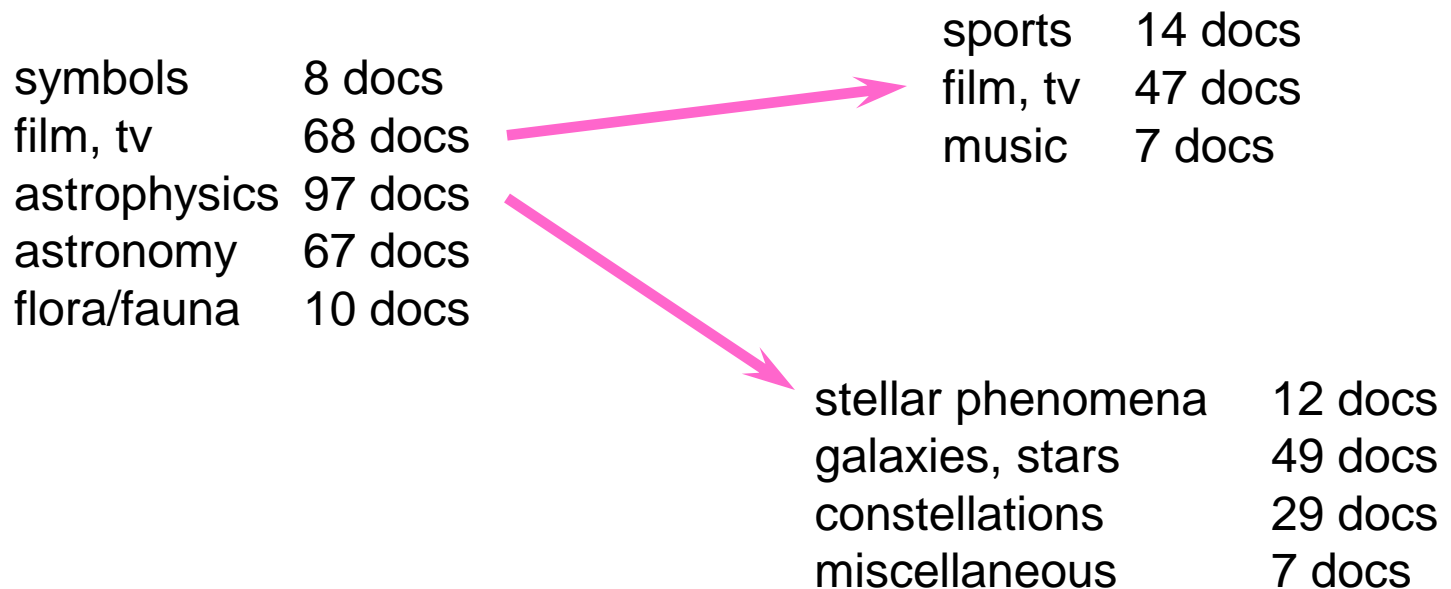 symbols 8 docs
film, tv 68 docs
astrophysics 97 docs
astronomy 67 docs
flora/fauna 10 docs
sports 14 docs
film, tv 47 docs
music 7 docs
stellar phenomena 12 docs
galaxies, stars 49 docs
constellations 29 docs
miscellaneous 7 docs